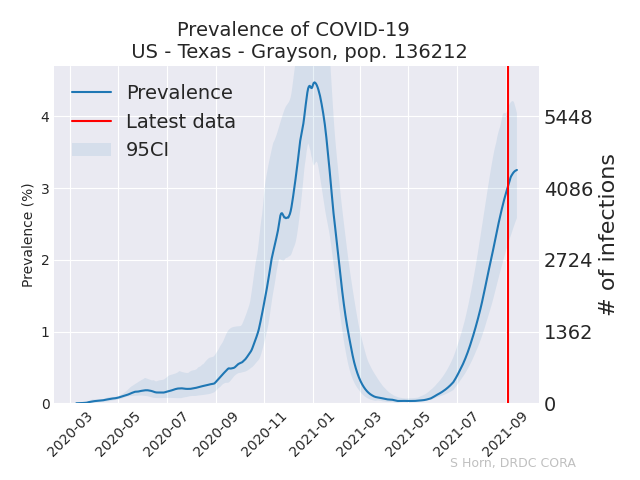 Prevalence of COVID-19
US - Texas - Grayson, pop. 136212
Prevalence
Latest data
95CI
Prevalence (%)
4
3
2
1
0
5448
4086
2724
1362
0
# of infections
2020-03
2020-05
2020-07
2020-09
2020-11
2021-01
2021-03
2021-05
2021-07
2021-09
S Horn, DRDC CORA